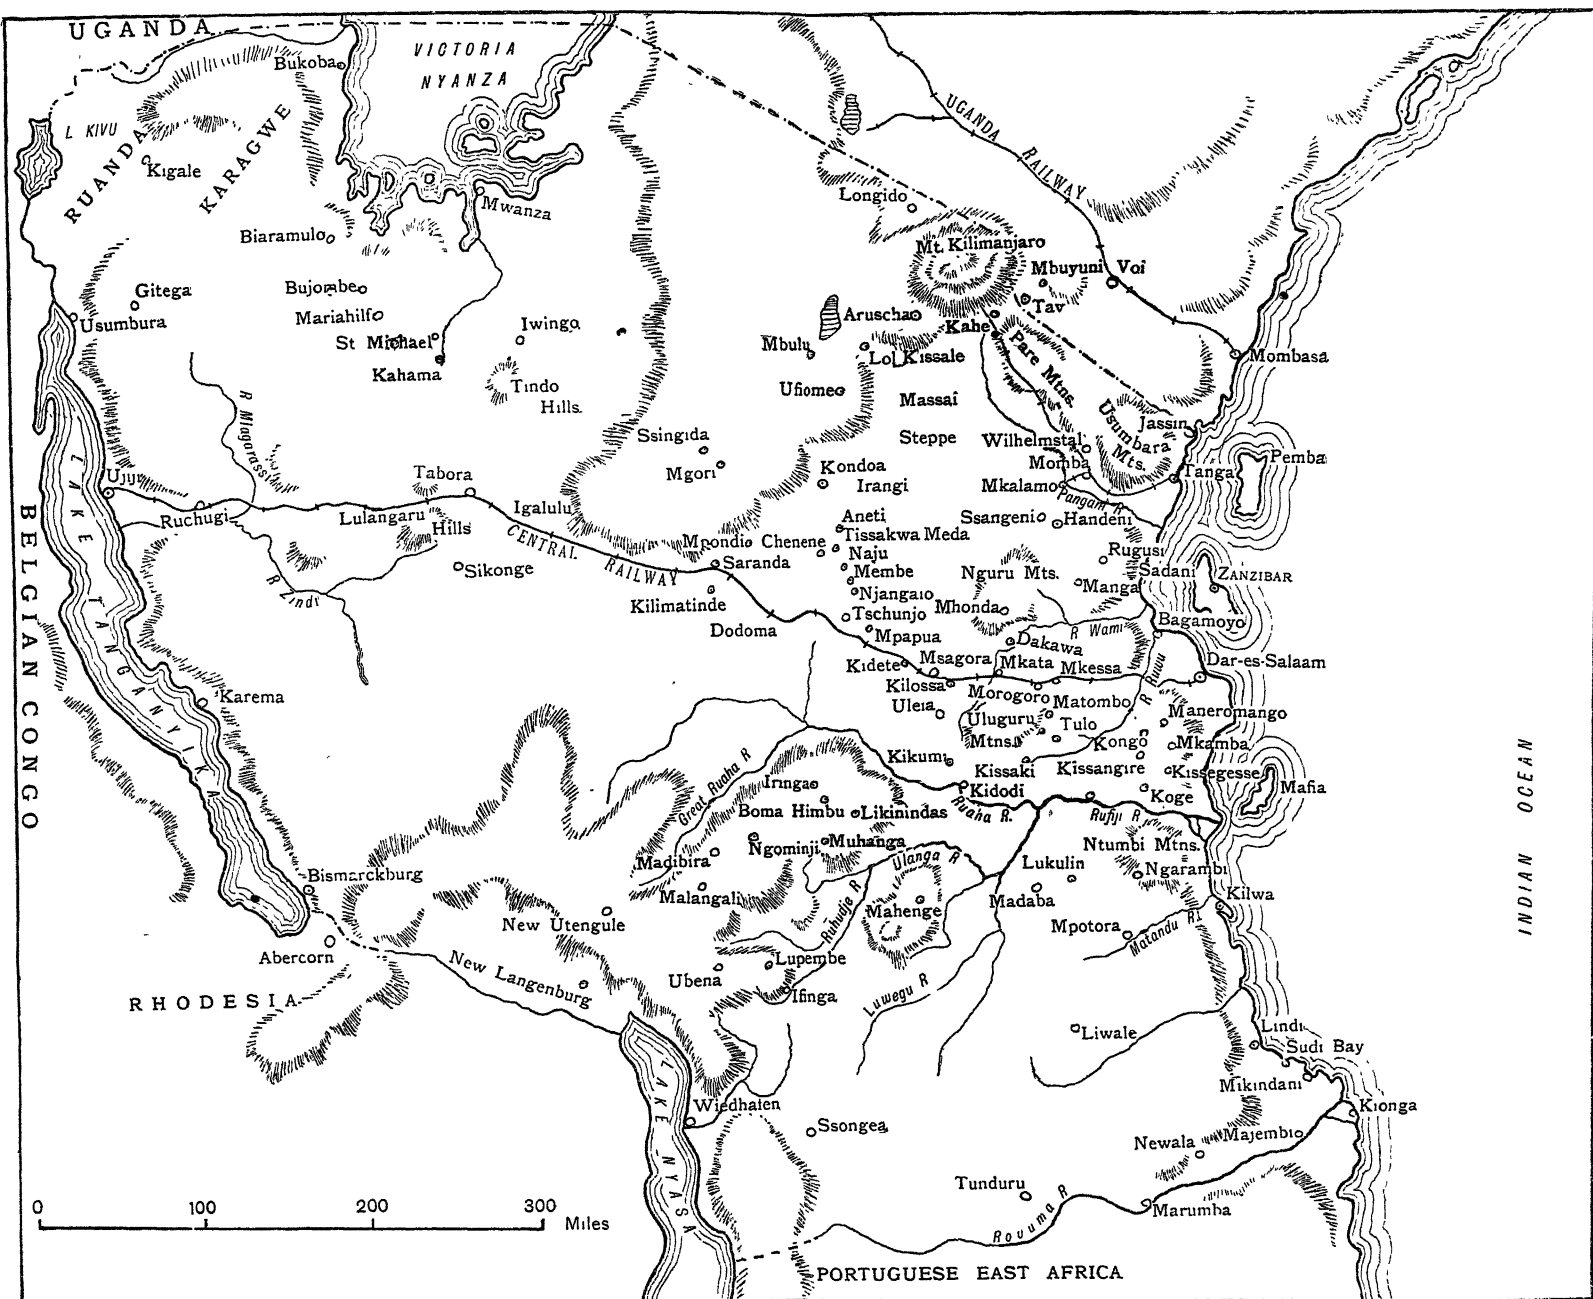 UGANDA
VICTORIA
NYANZA
Bukoba
L KIVU
RUANDA
KARAGWE
Kigale
UGANDA RAILWAY
Mwanza
Longido
Biaramulo
Mt. Kilimanjaro
Mbuyuni
Voi
Gitega
Bujombe
Tav
Usumbura
Mariahilf
Iwingo
Aruscha
Kahe
St Michael
Mbulu
Lol Kissale
Pare Mtns.
Mombasa
Kahama
Tindo
Hills.
Ufiome
Massai
Steppe
R Mlagarassi
Usumbara
Mts.
Jassin
Ssingida
Wilhelmstal
Pemba
Mgori
Momba
Tanga
Ujiji
Tabora
Kondoa
Irangi
Mkalamo
Pangani R
BELGIAN CONGO
LAKE TANGANYIKA
Ruchugi
Lulangaru
Hills
Igalulu
CENTRAL RAILWAY
Aneti
Ssangeni
Handeni
Tissakwa Meda
Mpondi
Chenene
Naju
Rugusi
Saranda
Membe
Nguru Mts.
Sadani
ZANZIBAR
Sikonge
Manga
R Zindi
Njangalo
Kilimatinde
Mhonda
Tschunjo
Dodoma
Mpapua
R Wami
Bagamoyo
Dakawa
Kidete
Msagora
Mkata
Mkessa
Dar-es-Salaam
Kilossa
Morogoro
Matombo
R Ruvu
Karema
Uleia
Uluguru
Mtns.
Tulo
Maneromango
Kongo
Mkamba
Kikumi
Kissaki
Kissangire
Kissegesse
Great Ruaha R
Iringa
Kidodi
Koge
Mafia
Boma Himbu
Likinindas
Ruaha R.
Rufiji R
INDIAN OCEAN
Ngominji
Muhanga
Ntumbi Mtns.
Madibira
Ulanga R
Lukulin
Ngarambi
Bismarckburg
Malangali
Madaba
Kilwa
Mahenge
New Utengule
Ruhudje R
Mpotora
Matandu R
Abercorn
New Langenburg
Lupembe
Ubena
RHODESIA
Ifinga
Luwegu R
Liwale
Lindi
Sudi Bay
Mikindani
LAKE NYASA
Wiedhafen
Kionga
Ssongea
Newala
Majembi
Tunduru
0 100 200 300 Miles
Rovuma R
Marumba
PORTUGUESE EAST AFRICA